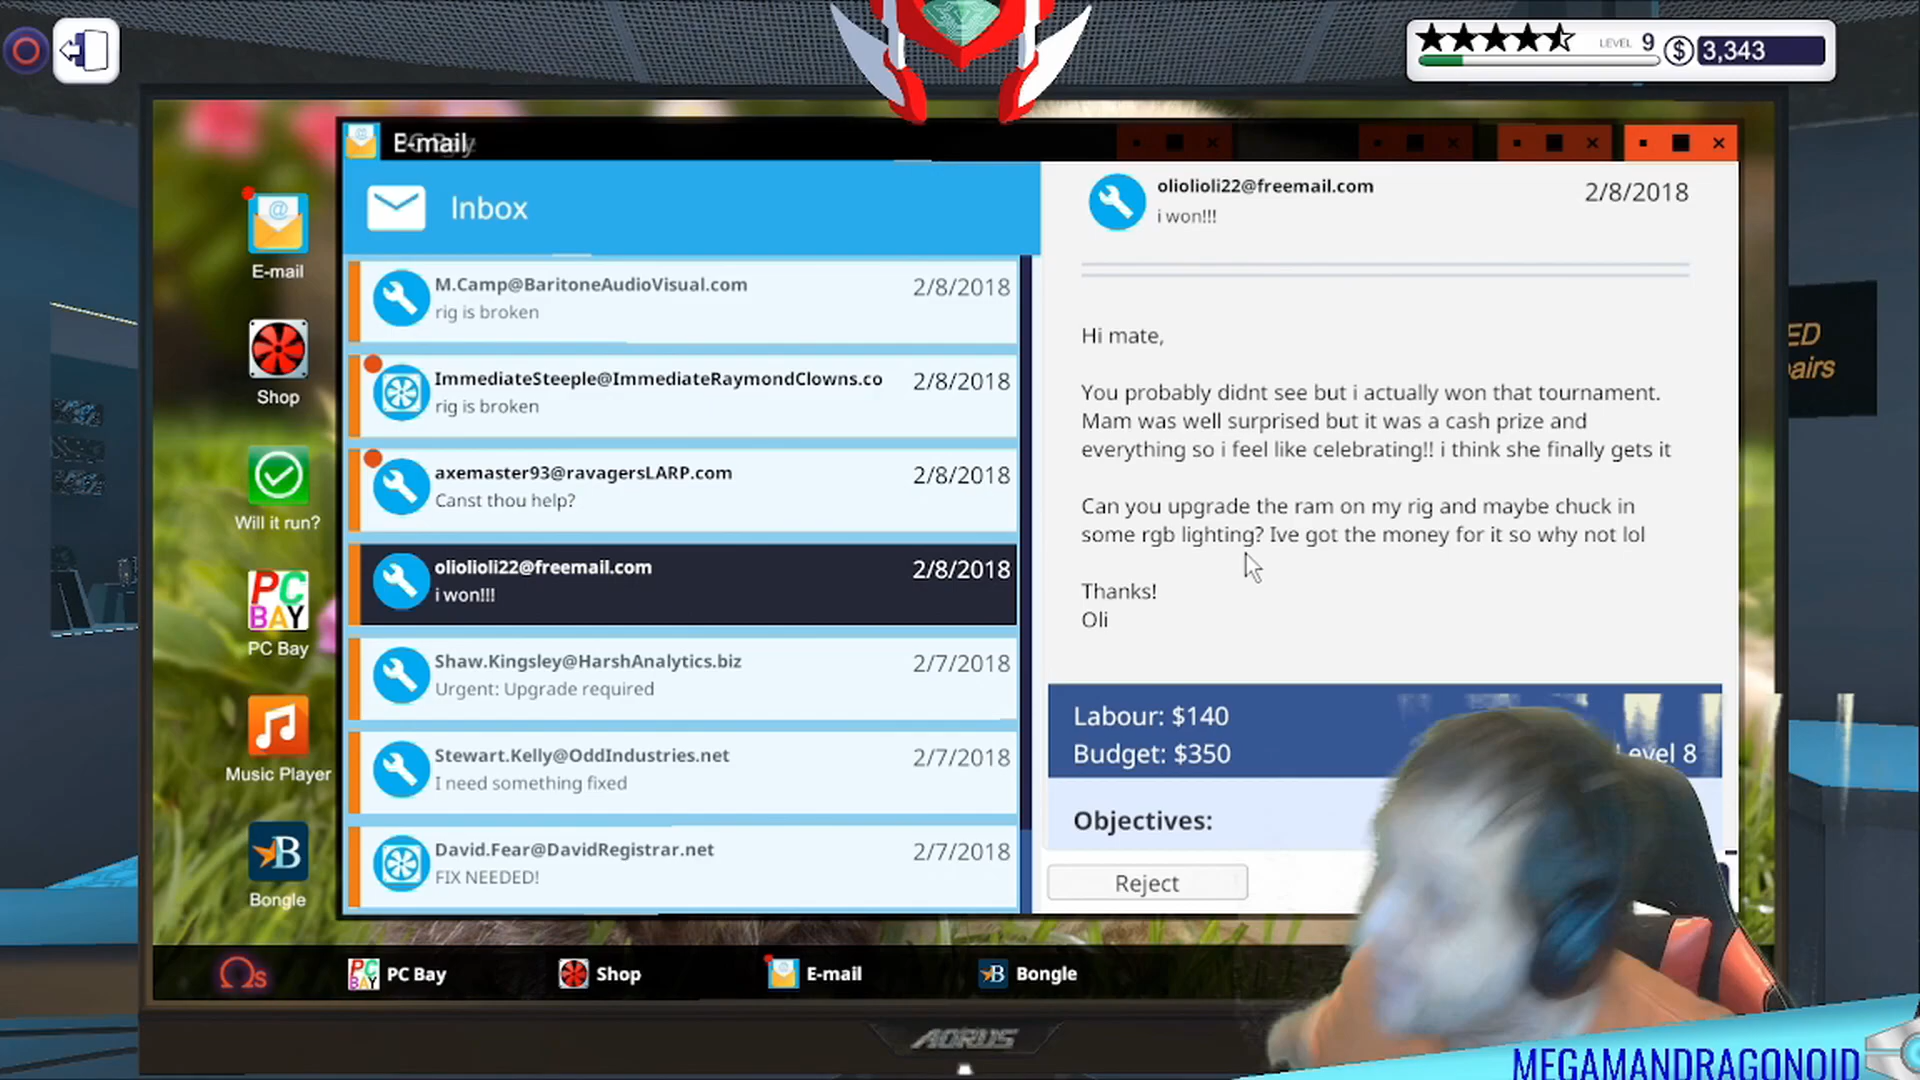 LEVEL 9
$ 3,343
E-mail
Inbox
M.Camp@BaritoneAudioVisual.com
2/8/2018
rig is broken
ImmediateSteeple@ImmediateRaymondClowns.co
2/8/2018
rig is broken
axemaster93@ravagersLARP.com
2/8/2018
Canst thou help?
oliolioli22@freemail.com
2/8/2018
i won!!!
Shaw.Kingsley@HarshAnalytics.biz
2/7/2018
Urgent: Upgrade required
Stewart.Kelly@OddIndustries.net
2/7/2018
I need something fixed
David.Fear@DavidRegistrar.net
2/7/2018
FIX NEEDED!
oliolioli22@freemail.com
2/8/2018
i won!!!
Hi mate,
You probably didnt see but i actually won that tournament.
Mam was well surprised but it was a cash prize and
everything so i feel like celebrating!! i think she finally gets it
Can you upgrade the ram on my rig and maybe chuck in
some rgb lighting? Ive got the money for it so why not lol
Thanks!
Oli
Labour: $140
Budget: $350
Level 8
Objectives:
Reject
E-mail
Shop
Will it run?
PC
BAY
PC Bay
Music Player
B
Bongle
Ωs
PC
BAY
PC Bay
Shop
E-mail
B
Bongle
AORUS
ED
pairs
MEGAMANDRAGONOID